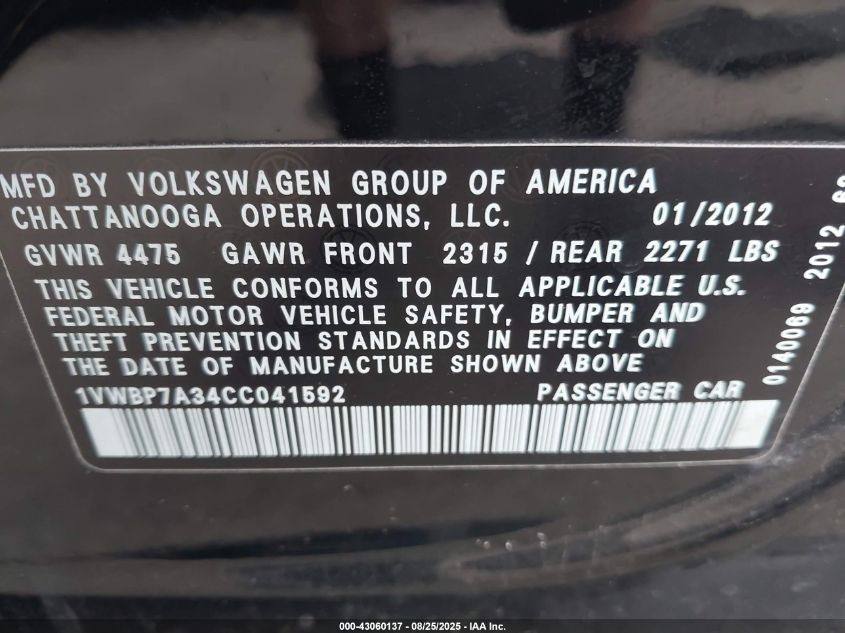 MFD BY VOLKSWAGEN GROUP OF AMERICA
CHATTANOOGA OPERATIONS, LLC. 01/2012
GVWR 4475 GAWR FRONT 2315 / REAR 2271 LBS
THIS VEHICLE CONFORMS TO ALL APPLICABLE U.S.
FEDERAL MOTOR VEHICLE SAFETY, BUMPER AND
THEFT PREVENTION STANDARDS IN EFFECT ON
THE DATE OF MANUFACTURE SHOWN ABOVE
1VWBP7A34CC041592 PASSENGER CAR
0140069 2012
000-43060137 - 08/25/2025 - IAA Inc.